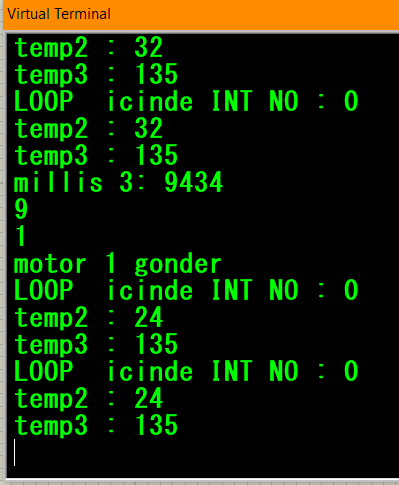 Virtual Terminal
temp2 : 32
temp3 : 135
LOOP  icinde INT NO : 0
temp2 : 32
temp3 : 135
millis 3: 9434
9
1
motor 1 gonder
LOOP  icinde INT NO : 0
temp2 : 24
temp3 : 135
LOOP  icinde INT NO : 0
temp2 : 24
temp3 : 135